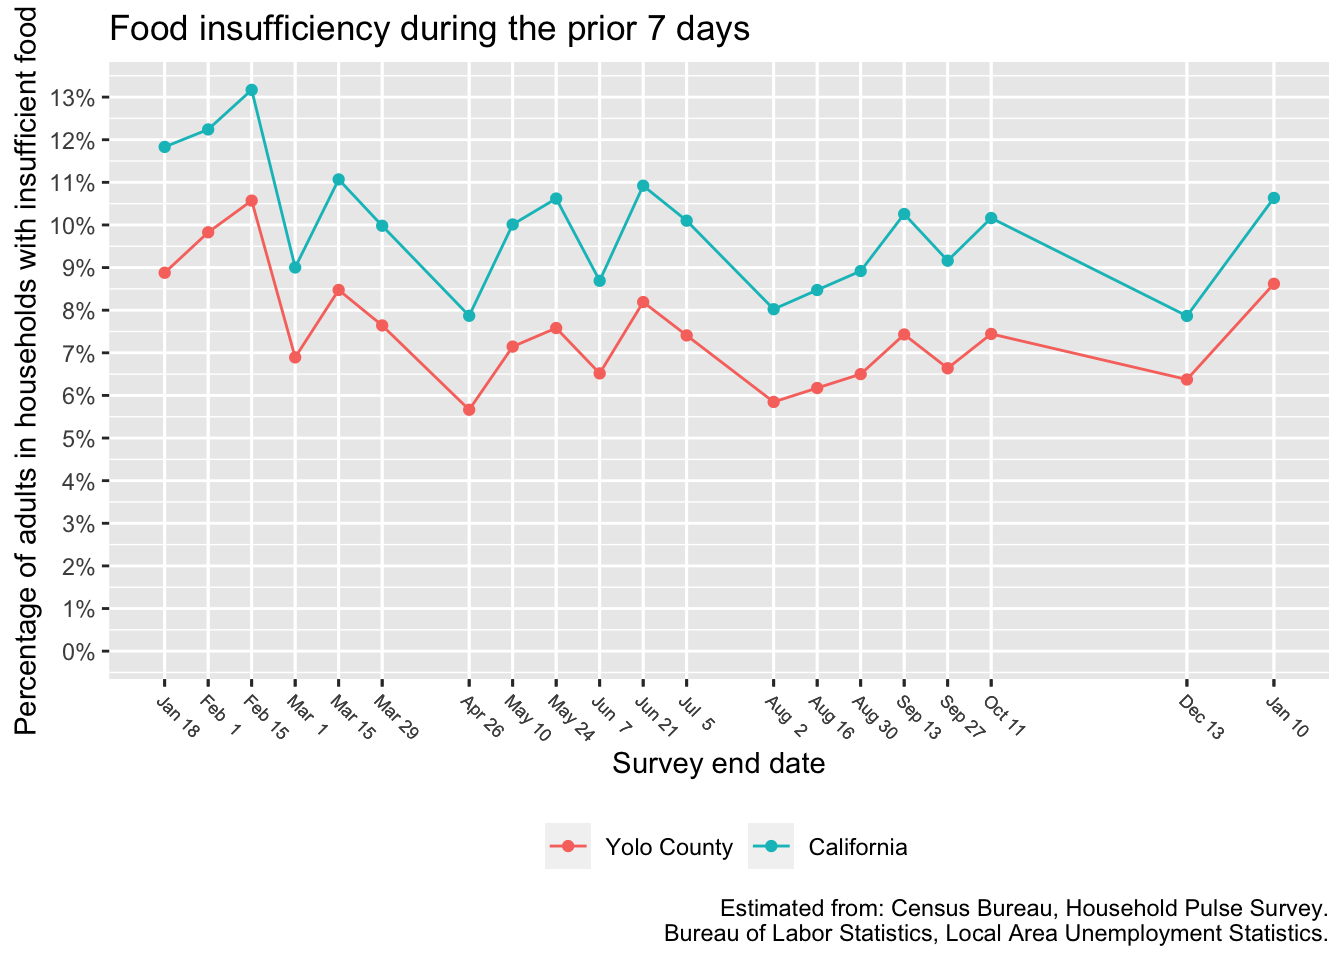 Food insufficiency during the prior 7 days
Percentage of adults in households with insufficient food
13%
12%
11%
10%
9%
8%
7%
6%
5%
4%
3%
2%
1%
0%
Jan 18
Feb 1
Feb 15
Mar 1
Mar 15
Mar 29
Apr 26
May 10
May 24
Jun 7
Jun 21
Jul 5
Aug 2
Aug 16
Aug 30
Sep 13
Sep 27
Oct 11
Dec 13
Jan 10
Survey end date
Yolo County
California
Estimated from: Census Bureau, Household Pulse Survey.
Bureau of Labor Statistics, Local Area Unemployment Statistics.